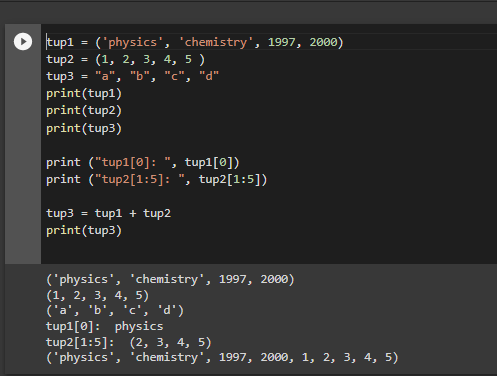 tup1 = ('physics', 'chemistry', 1997, 2000)
tup2 = (1, 2, 3, 4, 5 )
tup3 = "a", "b", "c", "d"
print(tup1)
print(tup2)
print(tup3)
print ("tup1[0]: ", tup1[0])
print ("tup2[1:5]: ", tup2[1:5])
tup3 = tup1 + tup2
print(tup3)
('physics', 'chemistry', 1997, 2000)
(1, 2, 3, 4, 5)
('a', 'b', 'c', 'd')
tup1[0]:  physics
tup2[1:5]:  (2, 3, 4, 5)
('physics', 'chemistry', 1997, 2000, 1, 2, 3, 4, 5)